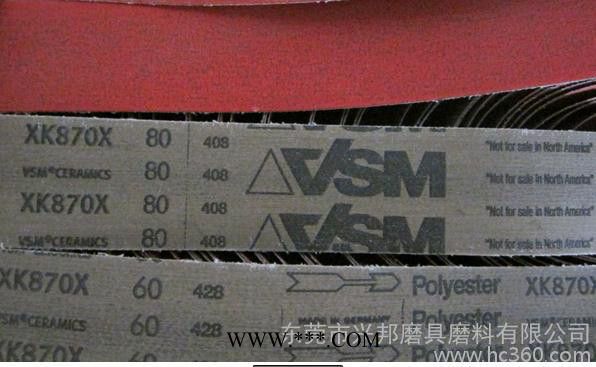 XK870X 80 408 VSM "Not for sale in North America"
VSM®CERAMICS 80 408 "Not for sale in North America"
XK870X 80 408 VSM "Not for sale in North America"
VSM®CERAMICS 80 "Not for sale in North America"
XK870X 60 428 Polyester XK870X
VSM®CERAMICS 60 428 MADE IN GERMANY
60
东莞市兴邦磨具磨料有限公司
WWW.***.COM
www.hc360.com